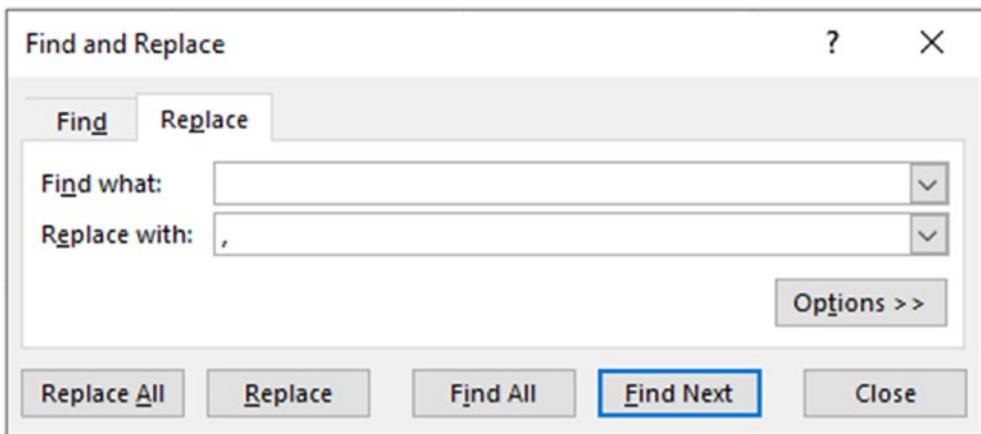 Find and Replace ?
Find Replace
Find what:
Replace with: ,
Options >>
Replace All Replace Find All Find Next Close